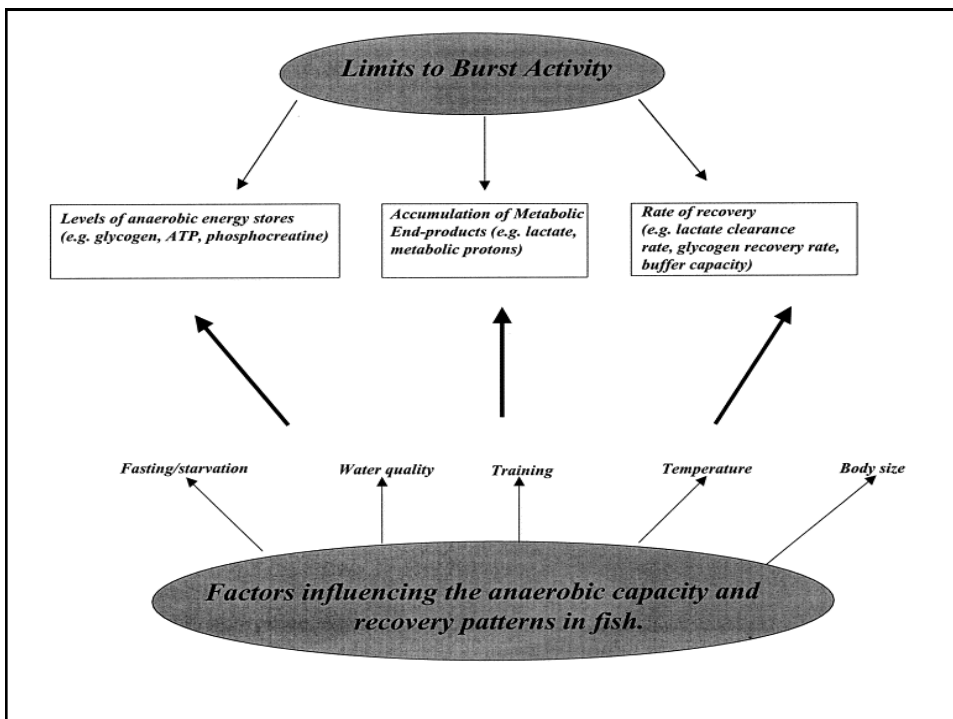 Limits to Burst Activity
Levels of anaerobic energy stores
(e.g. glycogen, ATP, phosphocreatine)
Accumulation of Metabolic
End-products (e.g. lactate,
metabolic protons)
Rate of recovery
(e.g. lactate clearance
rate, glycogen recovery rate,
buffer capacity)
Fasting/starvation
Water quality
Training
Temperature
Body size
Factors influencing the anaerobic capacity and
recovery patterns in fish.